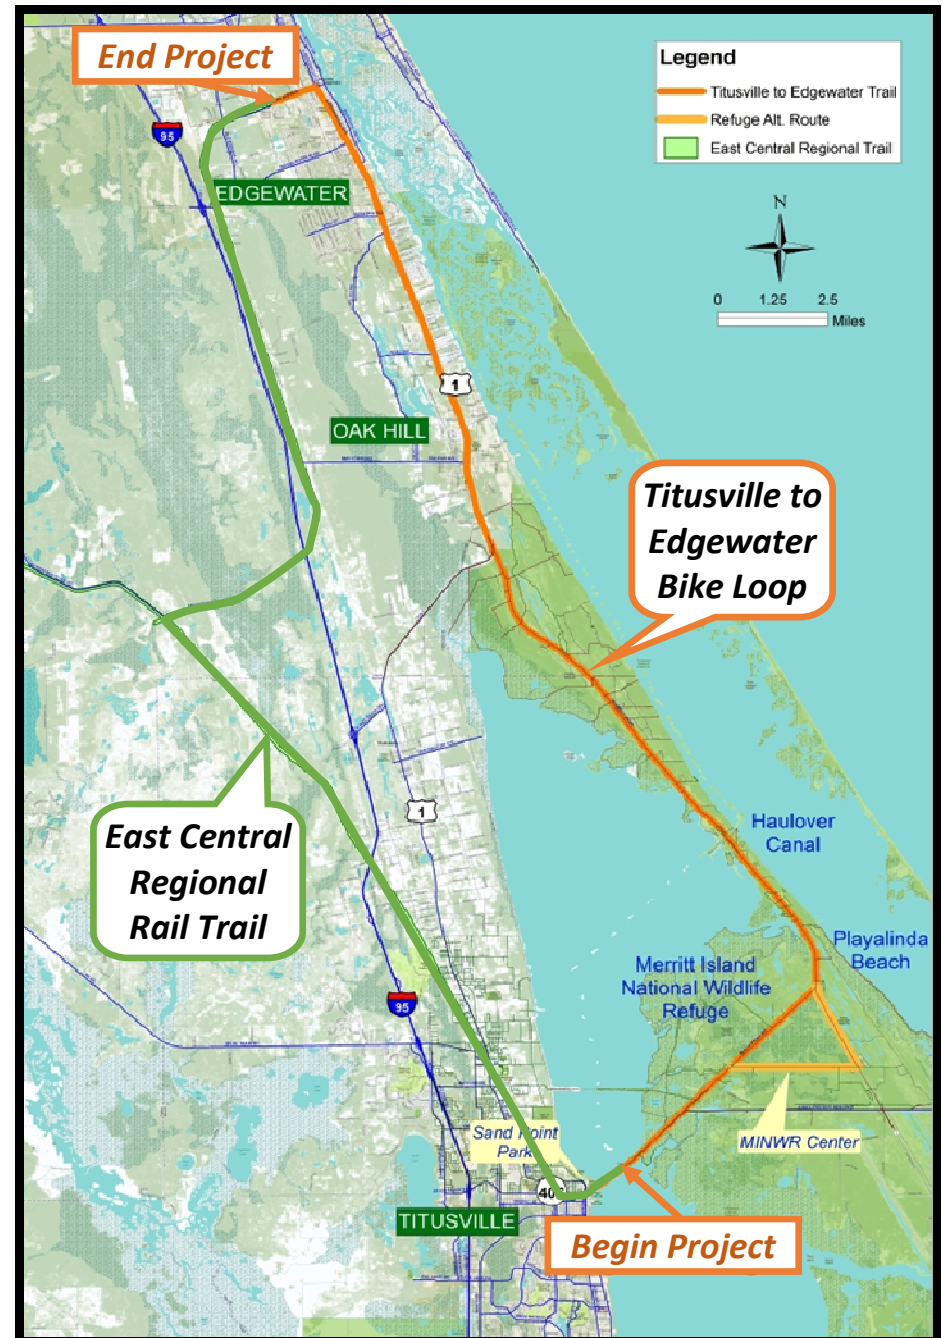 End Project
Legend
Titusville to Edgewater Trail
Refuge Alt. Route
East Central Regional Trail
95
EDGEWATER
N
0 1.25 2.5
Miles
1
OAK HILL
Titusville to
Edgewater
Bike Loop
1
East Central
Regional
Rail Trail
Haulover
Canal
Playalinda
Beach
Merritt Island
National Wildlife
Refuge
95
Sand Point
Park
MINWR Center
TITUSVILLE
Begin Project